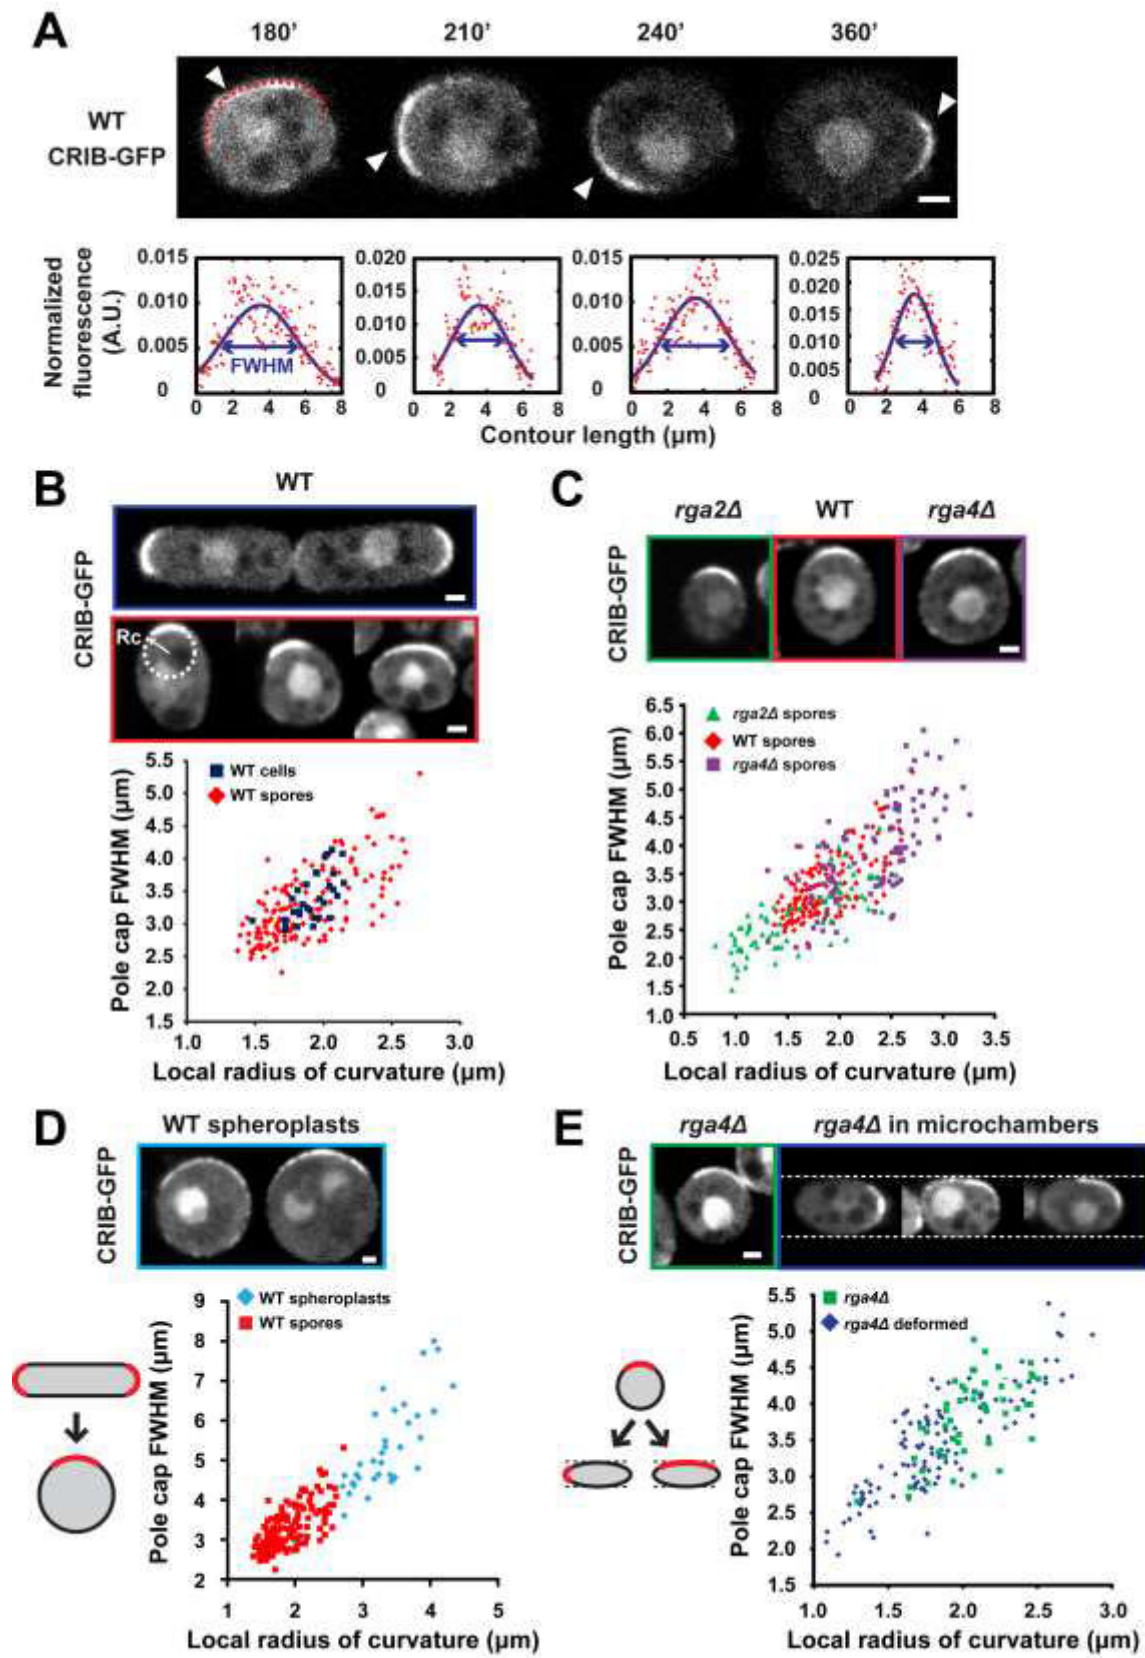 A
180’ 210’ 240’ 360’
WT
CRIB-GFP
Normalized
fluorescence
(A.U.)
0.015 0.010 0.005 0
FWHM
0 2 4 6 8
0.020 0.015 0.010 0.005 0
0 2 4 6 8
0.015 0.010 0.005 0
0 2 4 6 8
0.025 0.020 0.015 0.010 0.005 0
0 2 4 6 8
Contour length (µm)
B
WT
CRIB-GFP
Rc
WT cells
WT spores
Pole cap FWHM (µm)
5.5 5.0 4.5 4.0 3.5 3.0 2.5 2.0 1.5
1.0 1.5 2.0 2.5 3.0
Local radius of curvature (µm)
C
rga2Δ WT rga4Δ
CRIB-GFP
rga2Δ spores
WT spores
rga4Δ spores
Pole cap FWHM (µm)
6.5 6.0 5.5 5.0 4.5 4.0 3.5 3.0 2.5 2.0 1.5 1.0
0.5 1.0 1.5 2.0 2.5 3.0 3.5
Local radius of curvature (µm)
D
WT spheroplasts
CRIB-GFP
WT spheroplasts
WT spores
Pole cap FWHM (µm)
9 8 7 6 5 4 3 2
1 2 3 4 5
Local radius of curvature (µm)
E
rga4Δ rga4Δ in microchambers
CRIB-GFP
rga4Δ
rga4Δ deformed
Pole cap FWHM (µm)
5.5 5.0 4.5 4.0 3.5 3.0 2.5 2.0 1.5
1.0 1.5 2.0 2.5 3.0
Local radius of curvature (µm)